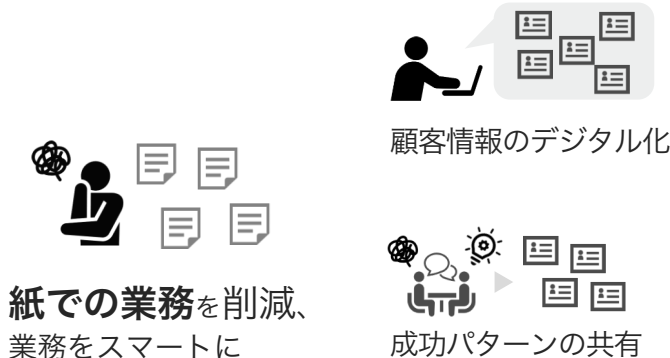 顧客情報のデジタル化
紙での業務を削減、
業務をスマートに
成功パターンの共有